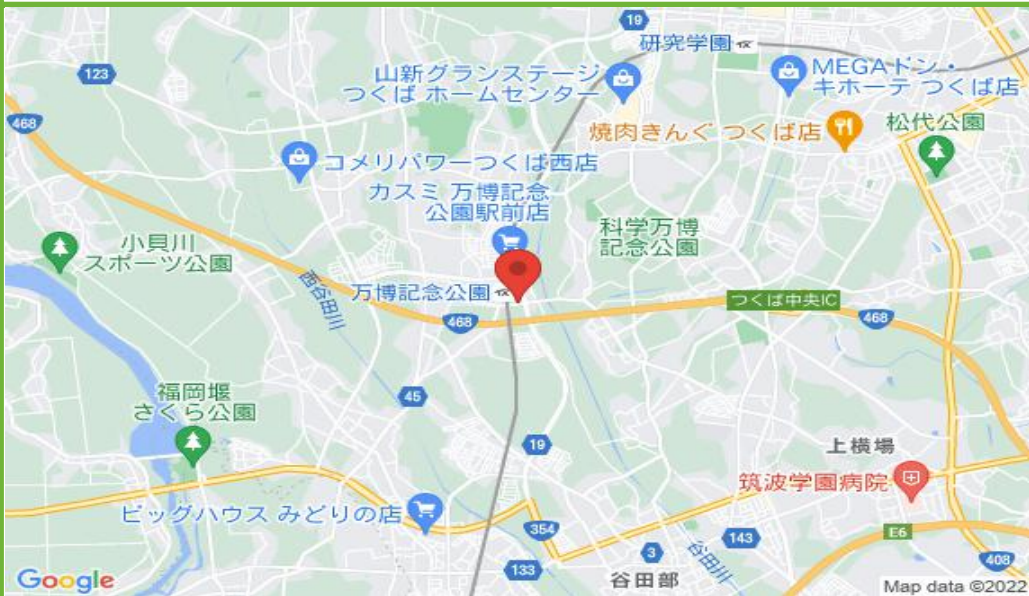 19
研究学園
123
山新グランステージ
つくば ホームセンター
MEGAドン・
キホーテ つくば店
468
焼肉きんぐ つくば店
松代公園
コメリパワーつくば西店
カスミ 万博記念
公園駅前店
科学万博
記念公園
小貝川
スポーツ公園
西谷田川
万博記念公園
つくば中央IC
468
468
福岡堰
さくら公園
45
19
上横場
筑波学園病院
ビッグハウス みどりの店
354
143
E6
3
谷田川
133
谷田部
408
Google
Map data ©2022